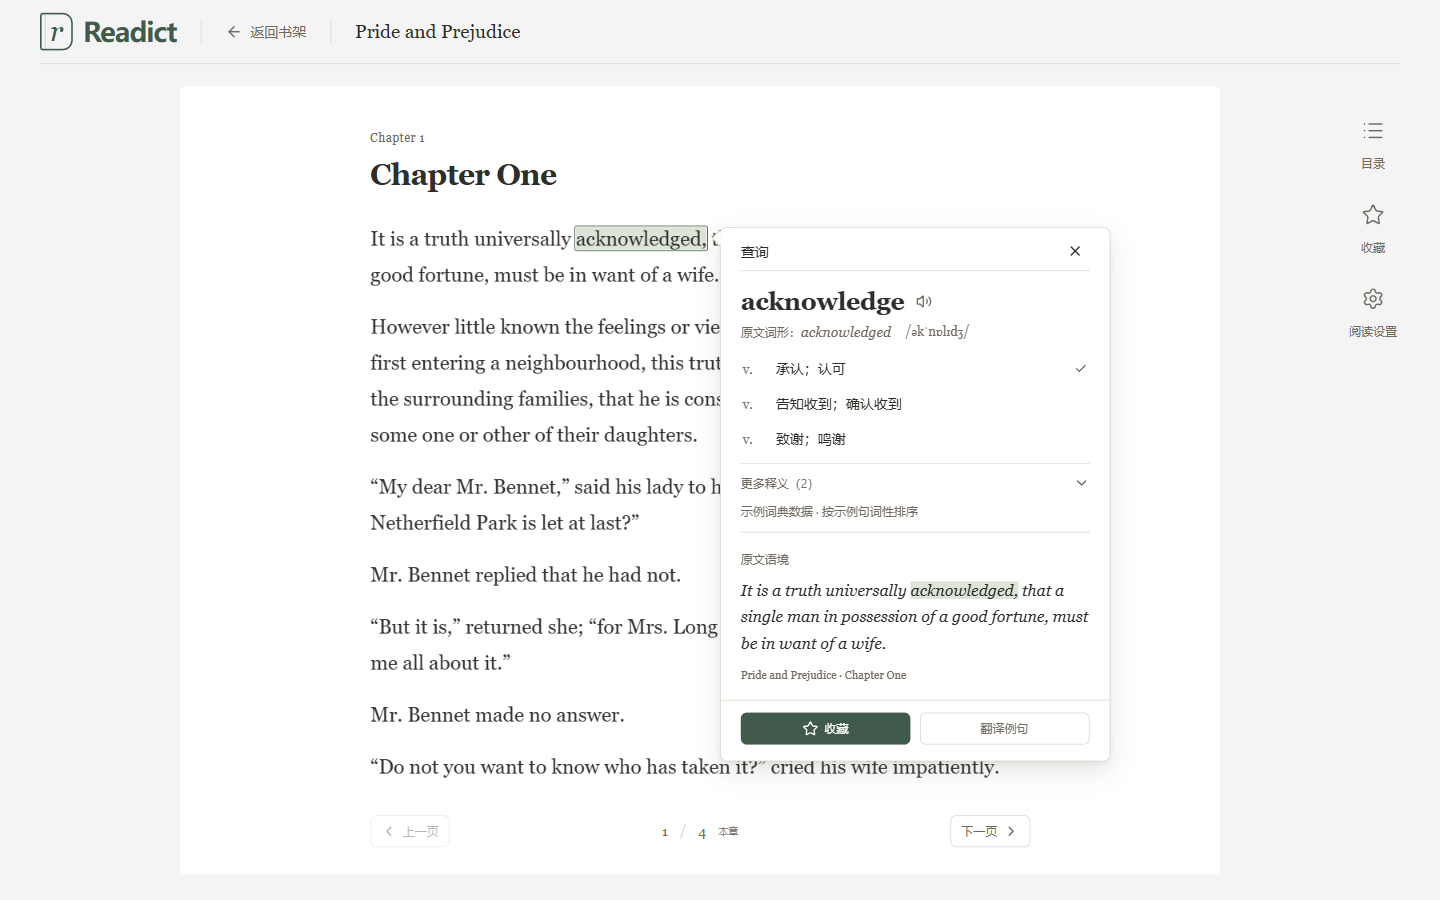 r Readict
返回书架
Pride and Prejudice
Chapter 1
Chapter One
It is a truth universally acknowledged,
good fortune, must be in want of a wife.
However little known the feelings or
first entering a neighbourhood, this
the surrounding families, that he is
some one or other of their daughters.
“My dear Mr. Bennet,” said his lady to
Netherfield Park is let at last?”
Mr. Bennet replied that he had not.
“But it is,” returned she; “for Mrs. Long
me all about it.”
Mr. Bennet made no answer.
“Do not you want to know who has taken it?” cried his wife impatiently.
上一页
1 / 4 本章
下一页
查询
acknowledge
原文词形：acknowledged /əkˈnɒlɪdʒ/
v. 承认；认可
v. 告知收到；确认收到
v. 致谢；鸣谢
更多释义（2）
示例词典数据 · 按示例句词性排序
原文语境
It is a truth universally acknowledged, that a
single man in possession of a good fortune, must
be in want of a wife.
Pride and Prejudice · Chapter One
收藏
翻译例句
目录
收藏
阅读设置